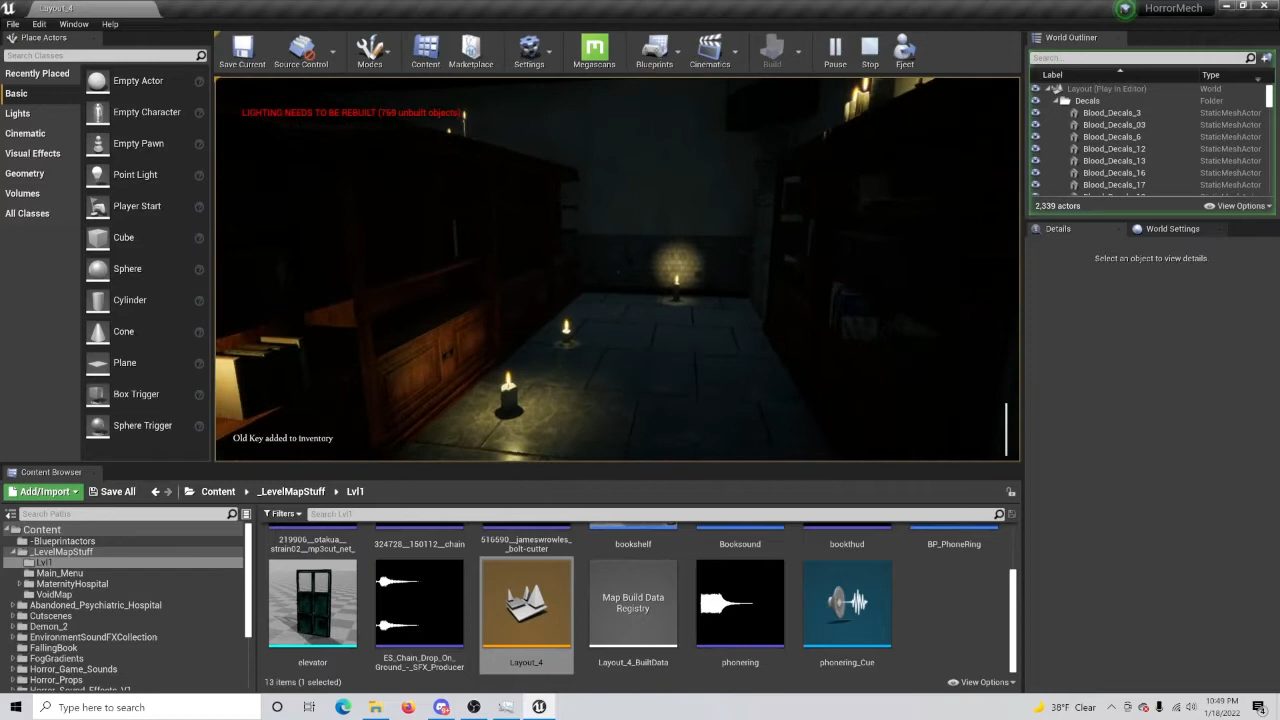 Layout_4
HorrorMech
File Edit Window Help
Place Actors
Search Classes
Recently Placed
Basic
Lights
Cinematic
Visual Effects
Geometry
Volumes
All Classes
Empty Actor
Empty Character
Empty Pawn
Point Light
Player Start
Cube
Sphere
Cylinder
Cone
Plane
Box Trigger
Sphere Trigger
Save Current
Source Control
Modes
Content
Marketplace
Settings
Megascans
Blueprints
Cinematics
Build
Pause
Stop
Eject
LIGHTING NEEDS TO BE REBUILT (769 unbuilt objects)
Old Key added to inventory
World Outliner
Search...
Label Type
Layout (Play In Editor) World
Decals Folder
Blood_Decals_3 StaticMeshActor
Blood_Decals_03 StaticMeshActor
Blood_Decals_6 StaticMeshActor
Blood_Decals_12 StaticMeshActor
Blood_Decals_13 StaticMeshActor
Blood_Decals_16 StaticMeshActor
Blood_Decals_17 StaticMeshActor
2,339 actors View Options
Details World Settings
Select an object to view details.
Content Browser
Add/Import Save All Content _LevelMapStuff Lvl1
Search Paths
Filters Search Lvl1
Content
-Blueprintactors
_LevelMapStuff
Lvl1
Main_Menu
MaternityHospital
VoidMap
Abandoned_Psychiatric_Hospital
Cutscenes
Demon_2
EnvironmentSoundFXCollection
FallingBook
FogGradients
Horror_Game_Sounds
Horror_Props
Horror_Sound_Effects_V1
219906__otakua__
strain02__mp3cut_net_
324728__150112__chain
516590__jameswrowles_
_bolt-cutter
bookshelf
Booksound
bookthud
BP_PhoneRing
Map Build Data
Registry
elevator
ES_Chain_Drop_On_
Ground_-_SFX_Producer
Layout_4
Layout_4_BuiltData
phonering
phonering_Cue
13 items (1 selected) View Options
Type here to search
38°F Clear
10:49 PM
1/18/2022
4